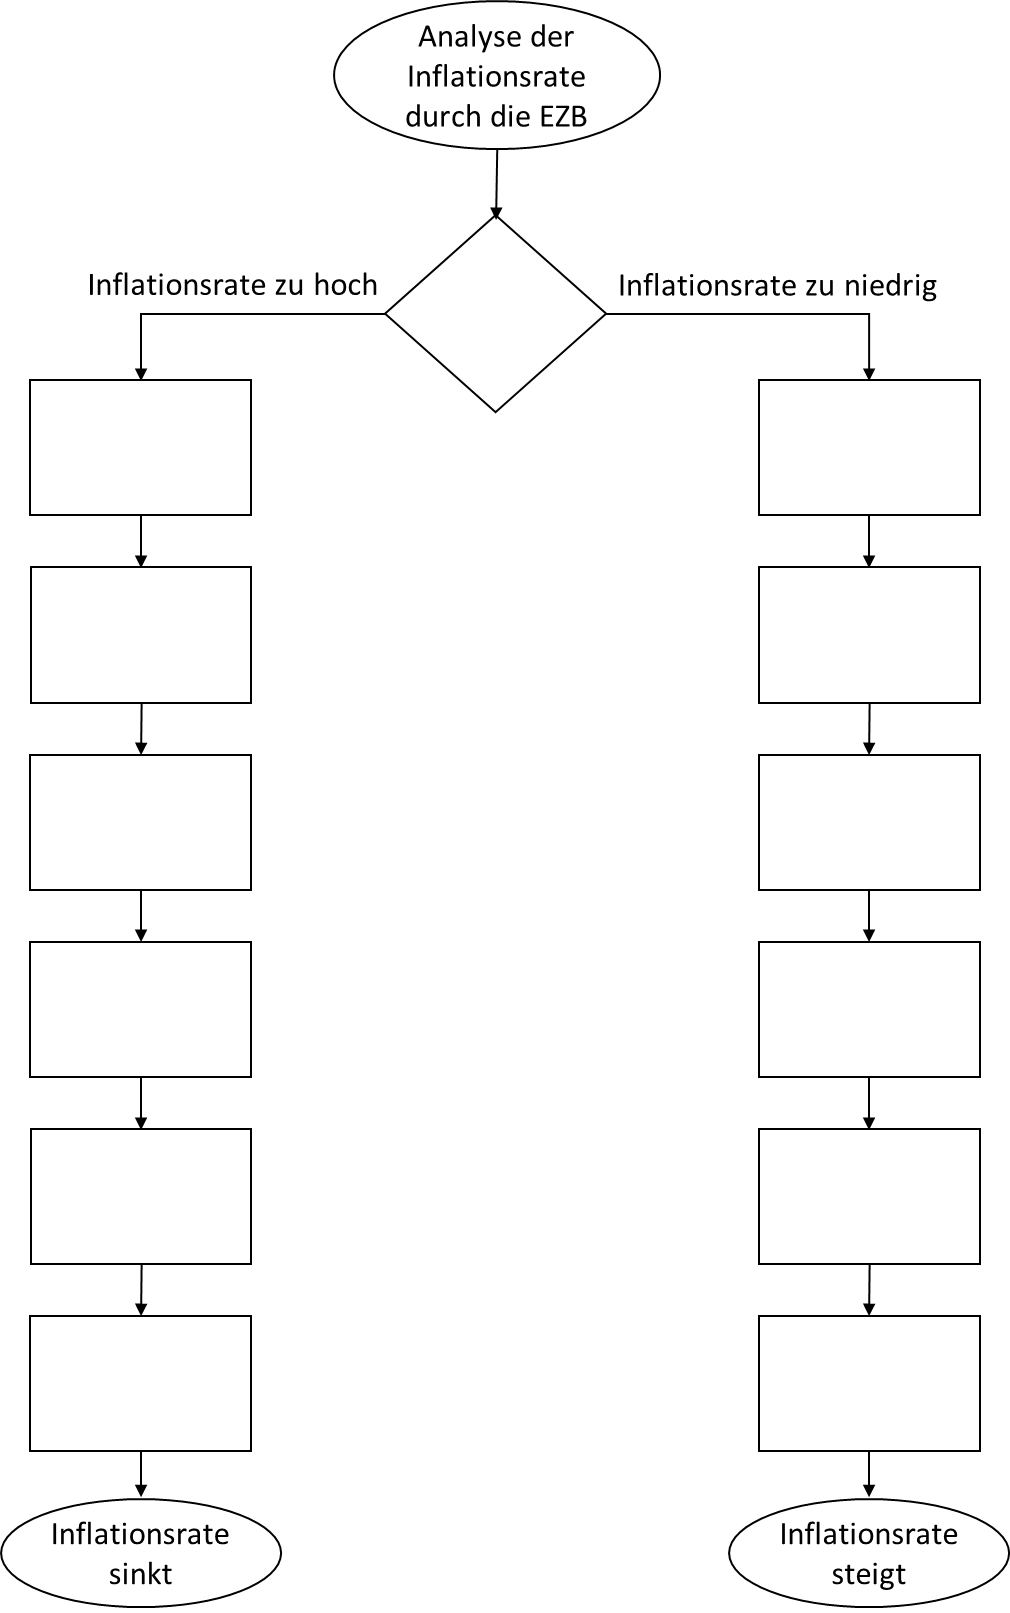 Analyse der
Inflationsrate
durch die EZB
Inflationsrate zu hoch
Inflationsrate zu niedrig
Inflationsrate
sinkt
Inflationsrate
steigt